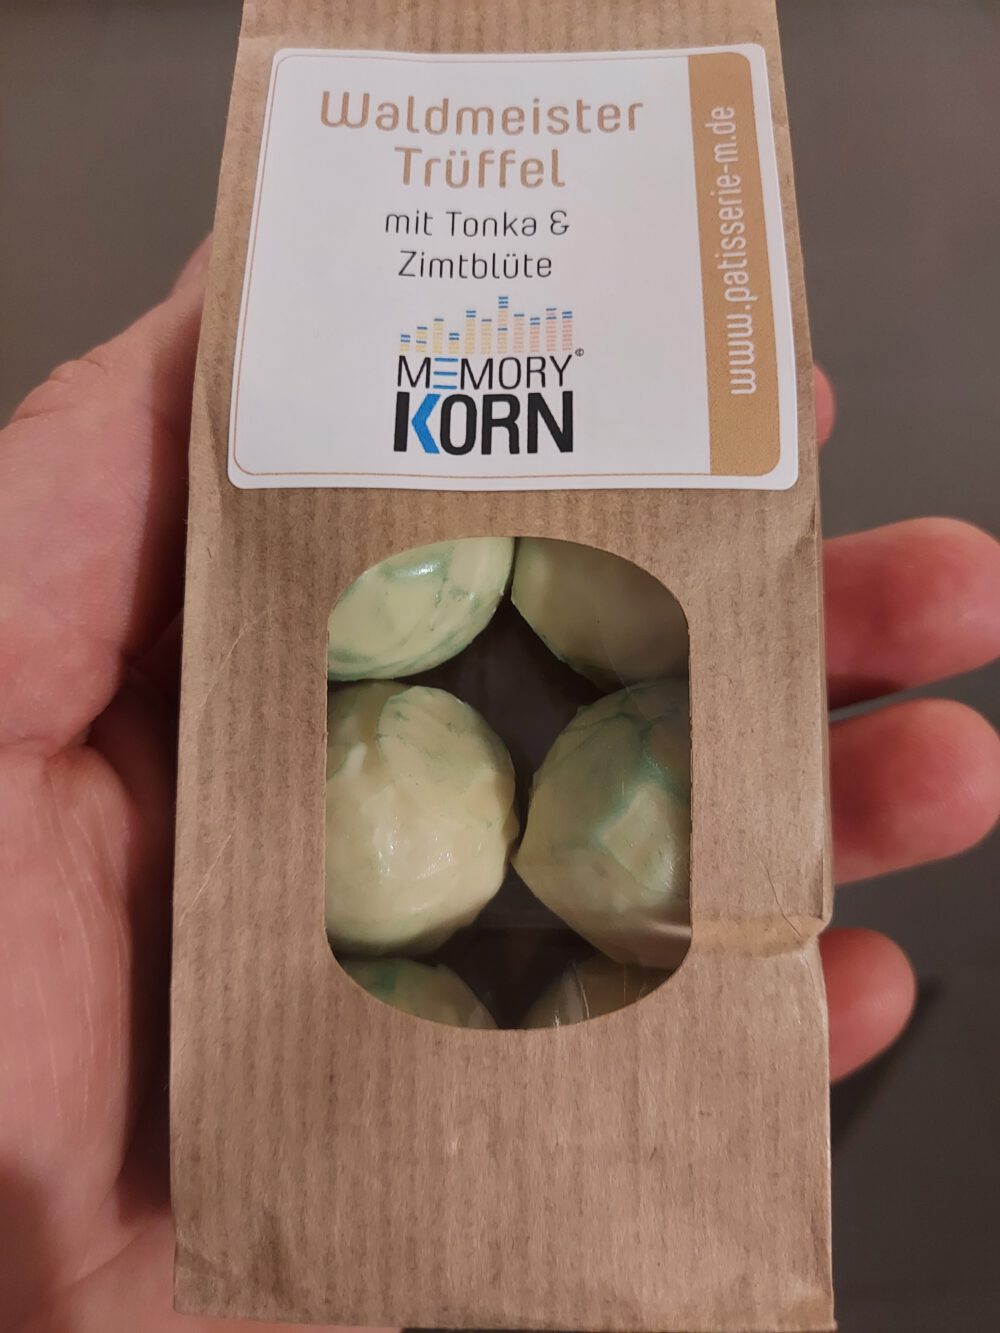 Waldmeister
Trüffel
mit Tonka &
Zimtblüte
MEMORY©
KORN
www.patisserie-m.de